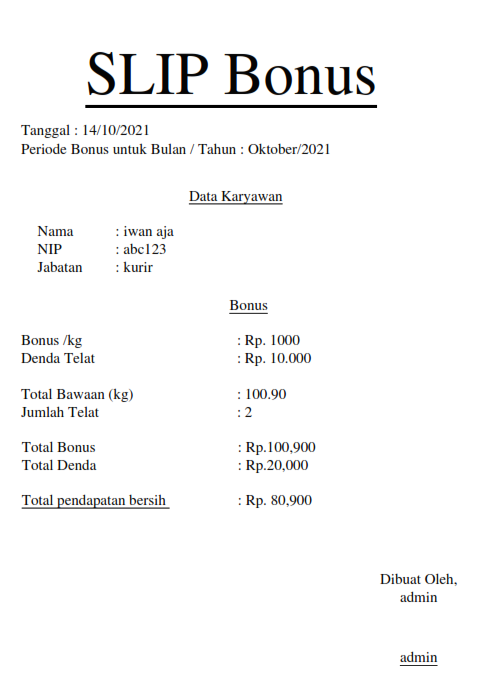 SLIP Bonus
Tanggal : 14/10/2021
Periode Bonus untuk Bulan / Tahun : Oktober/2021
Data Karyawan
Nama : iwan aja
NIP : abc123
Jabatan : kurir
Bonus
Bonus /kg : Rp. 1000
Denda Telat : Rp. 10.000
Total Bawaan (kg) : 100.90
Jumlah Telat : 2
Total Bonus : Rp.100,900
Total Denda : Rp.20,000
Total pendapatan bersih : Rp. 80,900
Dibuat Oleh,
admin
admin